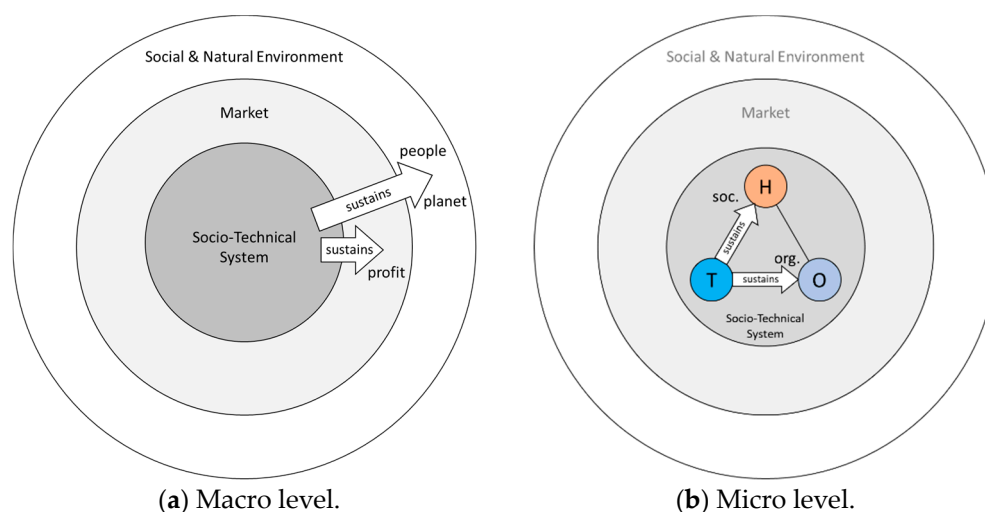 Social & Natural Environment
Market
people
sustains
planet
Socio-Technical
System
sustains
profit
(a) Macro level.
Social & Natural Environment
Market
H
soc.
sustains
org.
T
sustains
O
Socio-Technical
System
(b) Micro level.